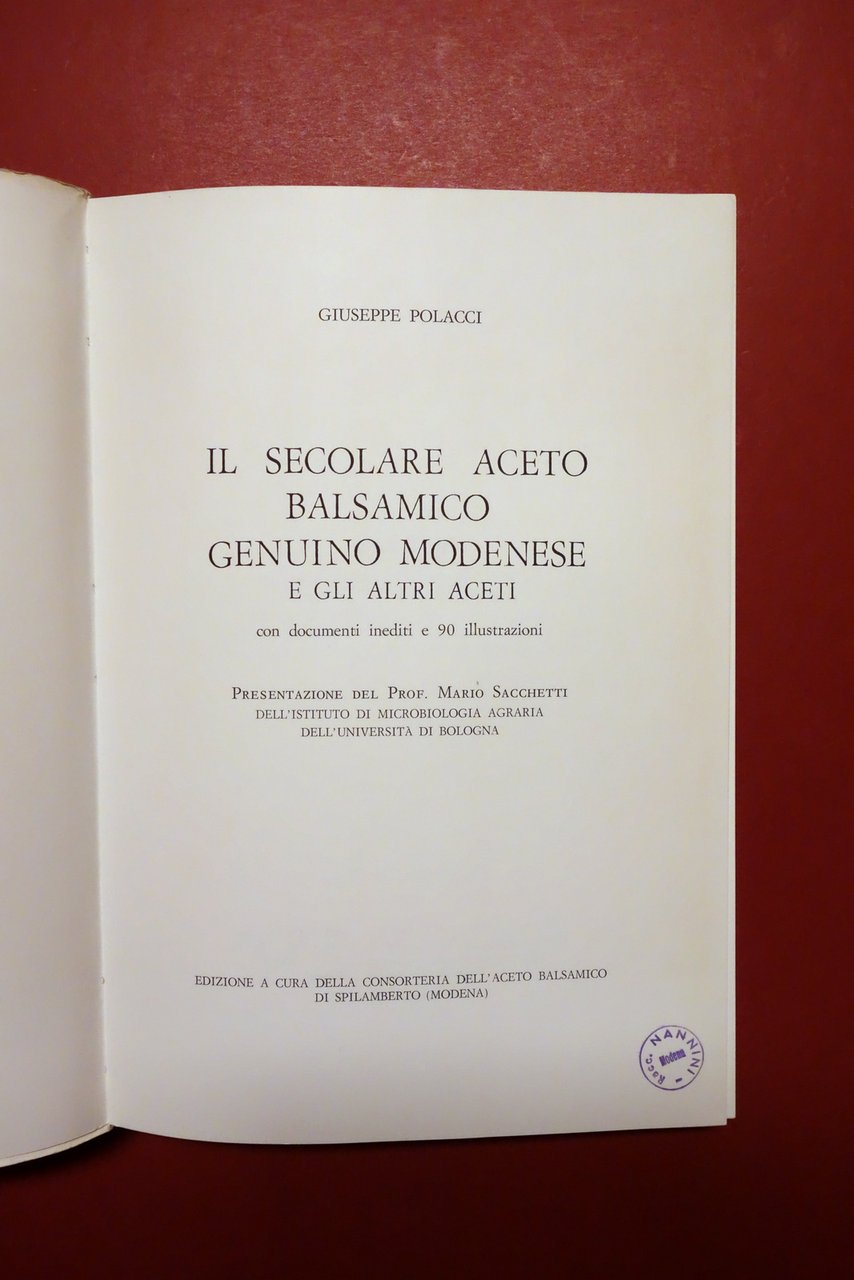 GIUSEPPE POLACCI
IL SECOLARE ACETO
BALSAMICO
GENUINO MODENESE
E GLI ALTRI ACETI
con documenti inediti e 90 illustrazioni
PRESENTAZIONE DEL PROF. MARIO SACCHETTI
DELL'ISTITUTO DI MICROBIOLOGIA AGRARIA
DELL'UNIVERSITÀ DI BOLOGNA
EDIZIONE A CURA DELLA CONSORTERIA DELL'ACETO BALSAMICO
DI SPILAMBERTO (MODENA)
Racc. NANNINI -
Modena